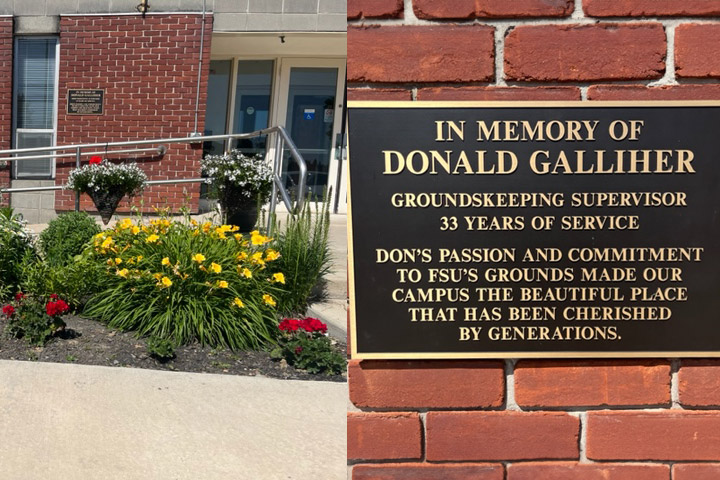 IN MEMORY OF
DONALD GALLIHER
GROUNDSKEEPING SUPERVISOR
33 YEARS OF SERVICE
DON'S PASSION AND COMMITMENT
TO FSU'S GROUNDS MADE OUR
CAMPUS THE BEAUTIFUL PLACE
THAT HAS BEEN CHERISHED
BY GENERATIONS.